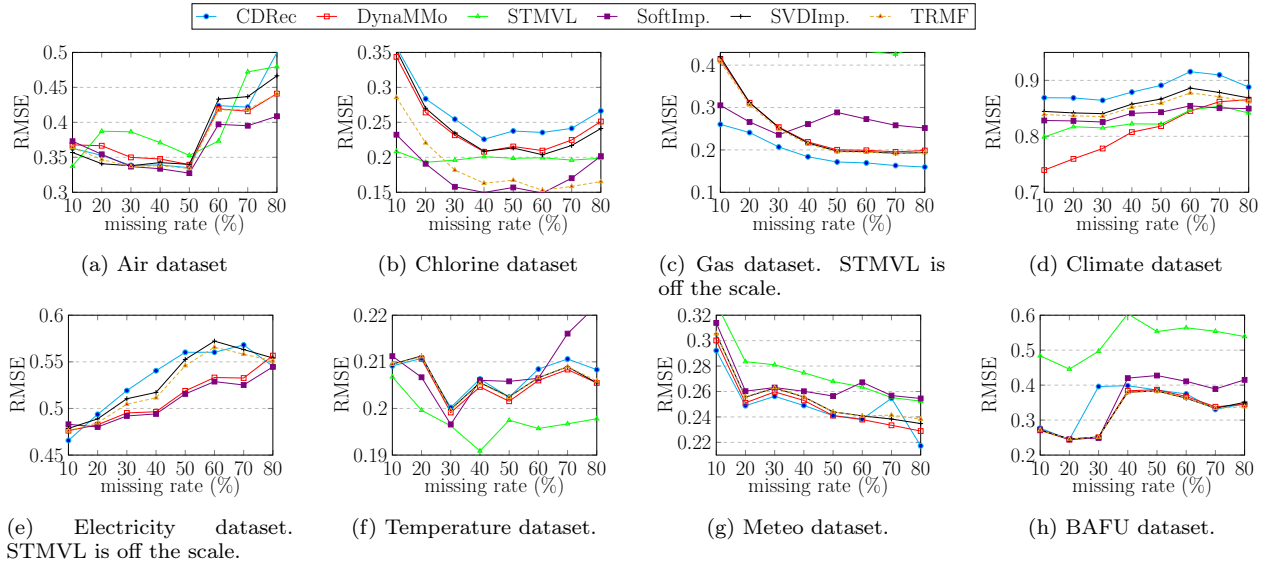 CDRec DynaMMo STMVL SoftImp. SVDImp. TRMF
0.5
0.4
0.35
0.3
RMSE
10 20 30 40 50 60 70 80
missing rate (%)
(a) Air dataset
0.35
0.3
0.25
0.2
0.15
RMSE
10 20 30 40 50 60 70 80
missing rate (%)
(b) Chlorine dataset
0.4
0.3
0.2
0.1
RMSE
10 20 30 40 50 60 70 80
missing rate (%)
(c) Gas dataset. STMVL is
off the scale.
0.9
0.8
0.7
RMSE
10 20 30 40 50 60 70 80
missing rate (%)
(d) Climate dataset
0.6
0.55
0.5
0.45
RMSE
10 20 30 40 50 60 70 80
missing rate (%)
(e) Electricity dataset.
STMVL is off the scale.
0.22
0.21
0.2
0.19
RMSE
10 20 30 40 50 60 70 80
missing rate (%)
(f) Temperature dataset.
0.32
0.3
0.28
0.26
0.24
0.22
RMSE
10 20 30 40 50 60 70 80
missing rate (%)
(g) Meteo dataset.
0.6
0.5
0.4
0.3
0.2
RMSE
10 20 30 40 50 60 70 80
missing rate (%)
(h) BAFU dataset.